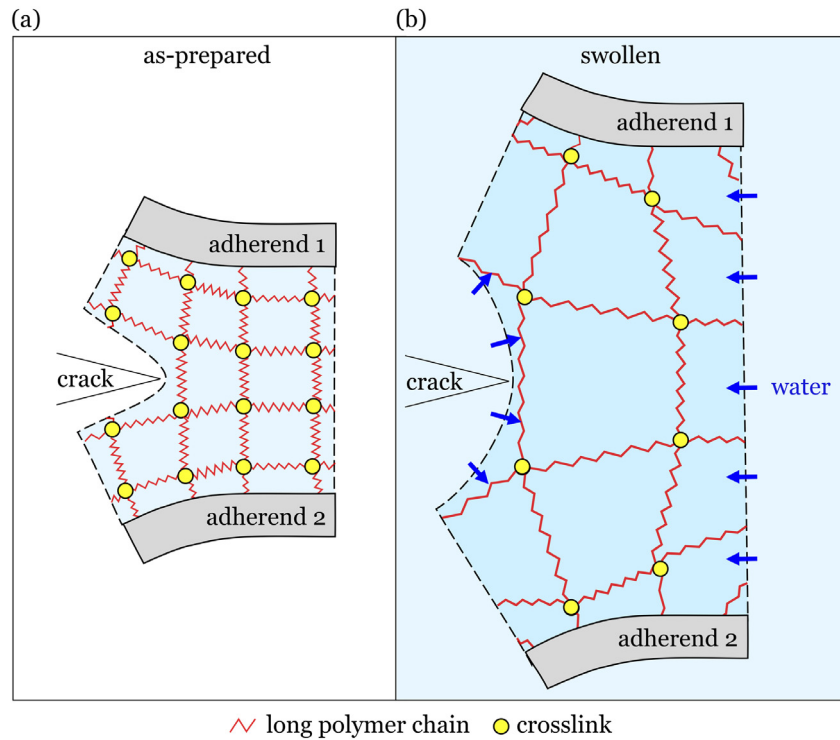 (a)
as-prepared
adherend 1
crack
adherend 2
(b)
swollen
adherend 1
crack
water
adherend 2
long polymer chain
crosslink